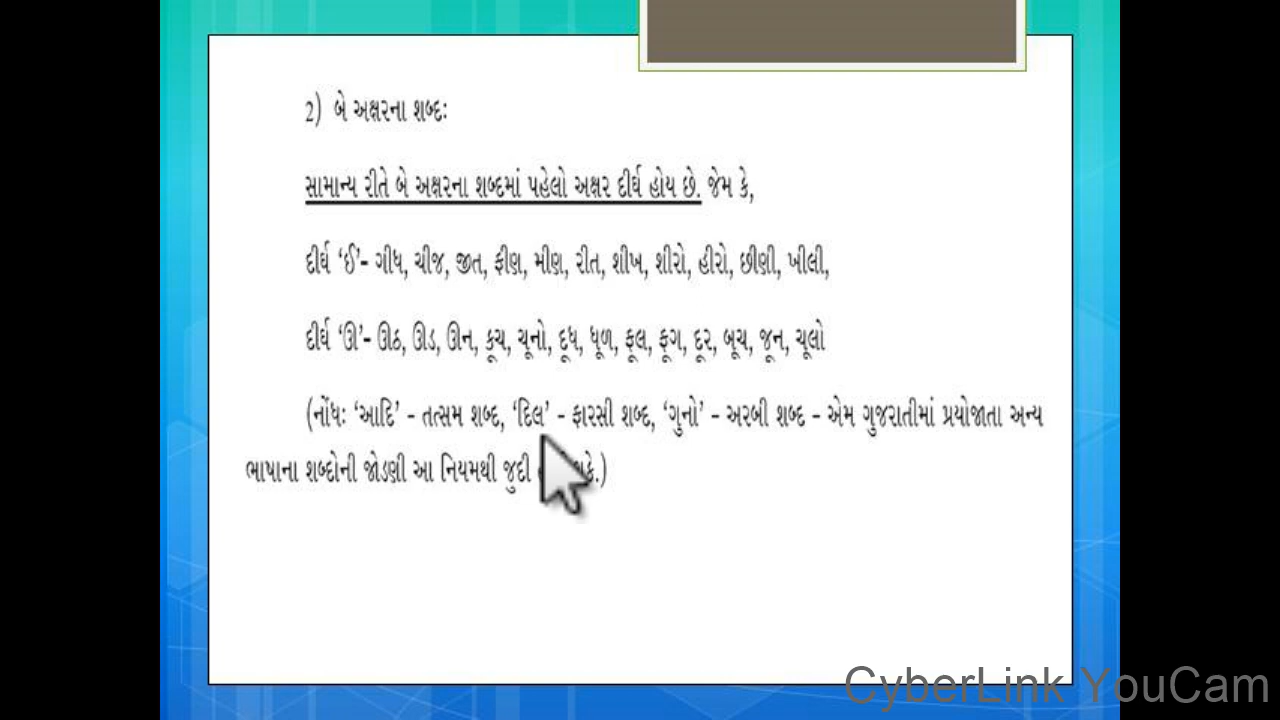 2) બે અક્ષરના શબ્દઃ
સામાન્ય રીતે બે અક્ષરના શબ્દમાં પહેલો અક્ષર દીર્ઘ હોય છે. જેમ કે,
દીર્ઘ ‘ઈ’- ગીધ, ચીજ, જીત, ફીણ, મીણ, રીત, શીખ, શીરો, હીરો, છીણી, ખીલી,
દીર્ઘ ‘ઊ’- ઊઠ, ઊડ, ઊન, કૂચ, ચૂનો, દૂધ, ધૂળ, ફૂલ, ફૂગ, દૂર, બૂચ, જૂન, ચૂલો
(નોંધઃ ‘આદિ’ - તત્સમ શબ્દ, ‘દિલ’ - ફારસી શબ્દ, ‘ગુનો’ - અરબી શબ્દ - એમ ગુજરાતીમાં પ્રયોજાતા અન્ય
ભાષાના શબ્દોની જોડણી આ નિયમથી જુદી
CyberLink YouCam